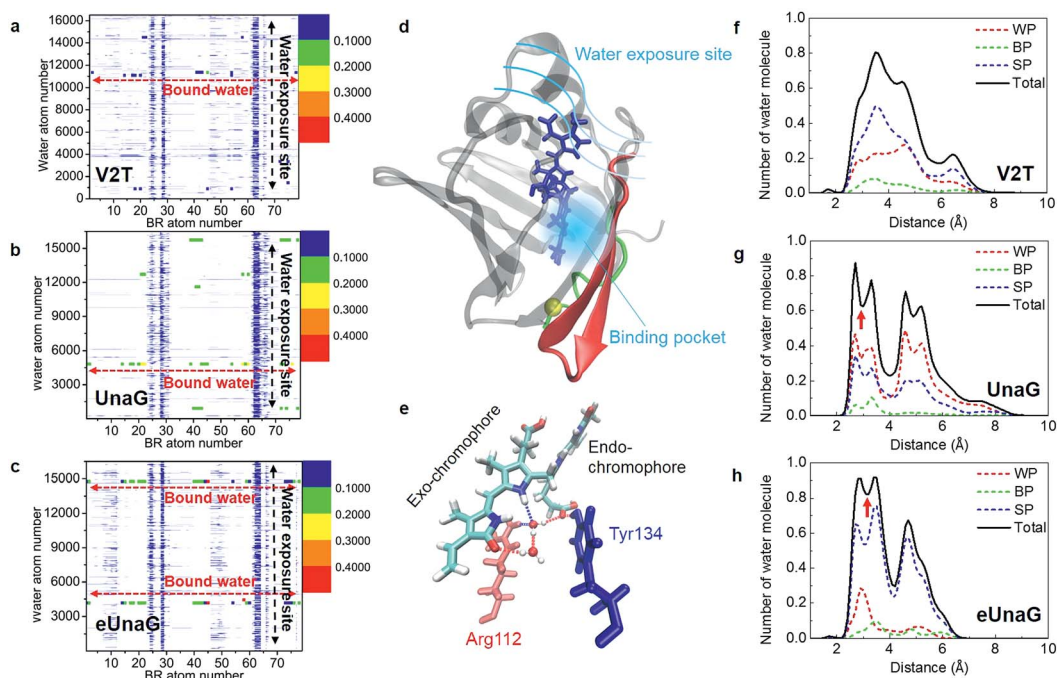 a
16000
14000
12000
10000
8000
6000
4000
2000
0
Water atom number
Bound water
Water exposure site
V2T
10 20 30 40 50 60 70
BR atom number
0.1000
0.2000
0.3000
0.4000
b
15000
12000
9000
6000
3000
Water atom number
Bound water
Water exposure site
UnaG
10 20 30 40 50 60 70
BR atom number
0.1000
0.2000
0.3000
0.4000
c
15000
12000
9000
6000
3000
Water atom number
Bound water
Bound water
Water exposure site
eUnaG
10 20 30 40 50 60 70
BR atom number
0.1000
0.2000
0.3000
0.4000
d
Water exposure site
Binding pocket
e
Exo-chromophore
Endo-
chromophore
Tyr134
Arg112
f
Number of water molecule
1.0
0.8
0.6
0.4
0.2
0.0
WP
BP
SP
Total
V2T
0 2 4 6 8 10
Distance (Å)
g
Number of water molecule
1.0
0.8
0.6
0.4
0.2
0.0
WP
BP
SP
Total
UnaG
0 2 4 6 8 10
Distance (Å)
h
Number of water molecule
1.0
0.8
0.6
0.4
0.2
0.0
WP
BP
SP
Total
eUnaG
0 2 4 6 8 10
Distance (Å)